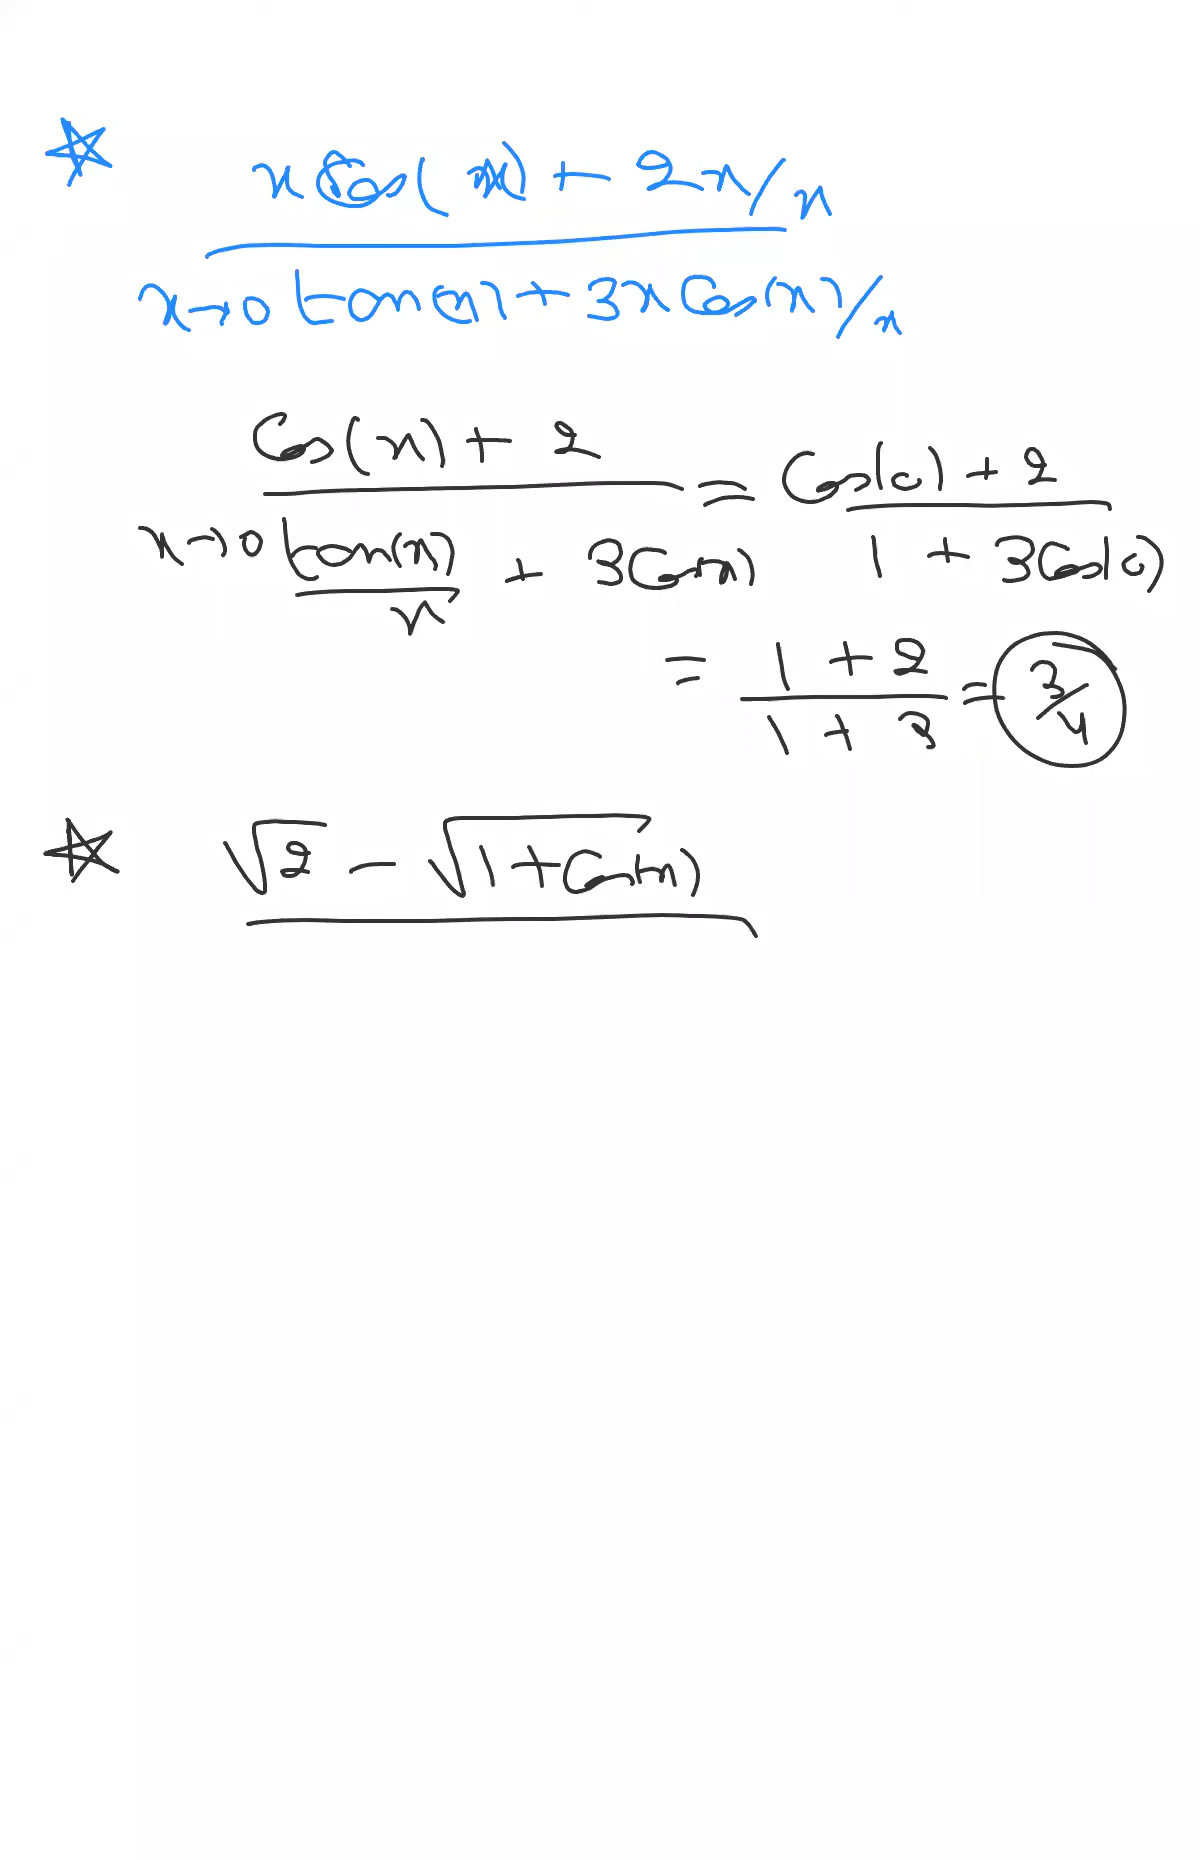 x cos(x) + 2x/x
x→0 tan(x) + 3x cos(x)/x
cos(x) + 2 = cos(0) + 2
x→0 tan(x)/x + 3cos(x) 1 + 3cos(0)
= 1 + 2 / 1 + 3 = 3/4
√2 - √1 + cos(x)